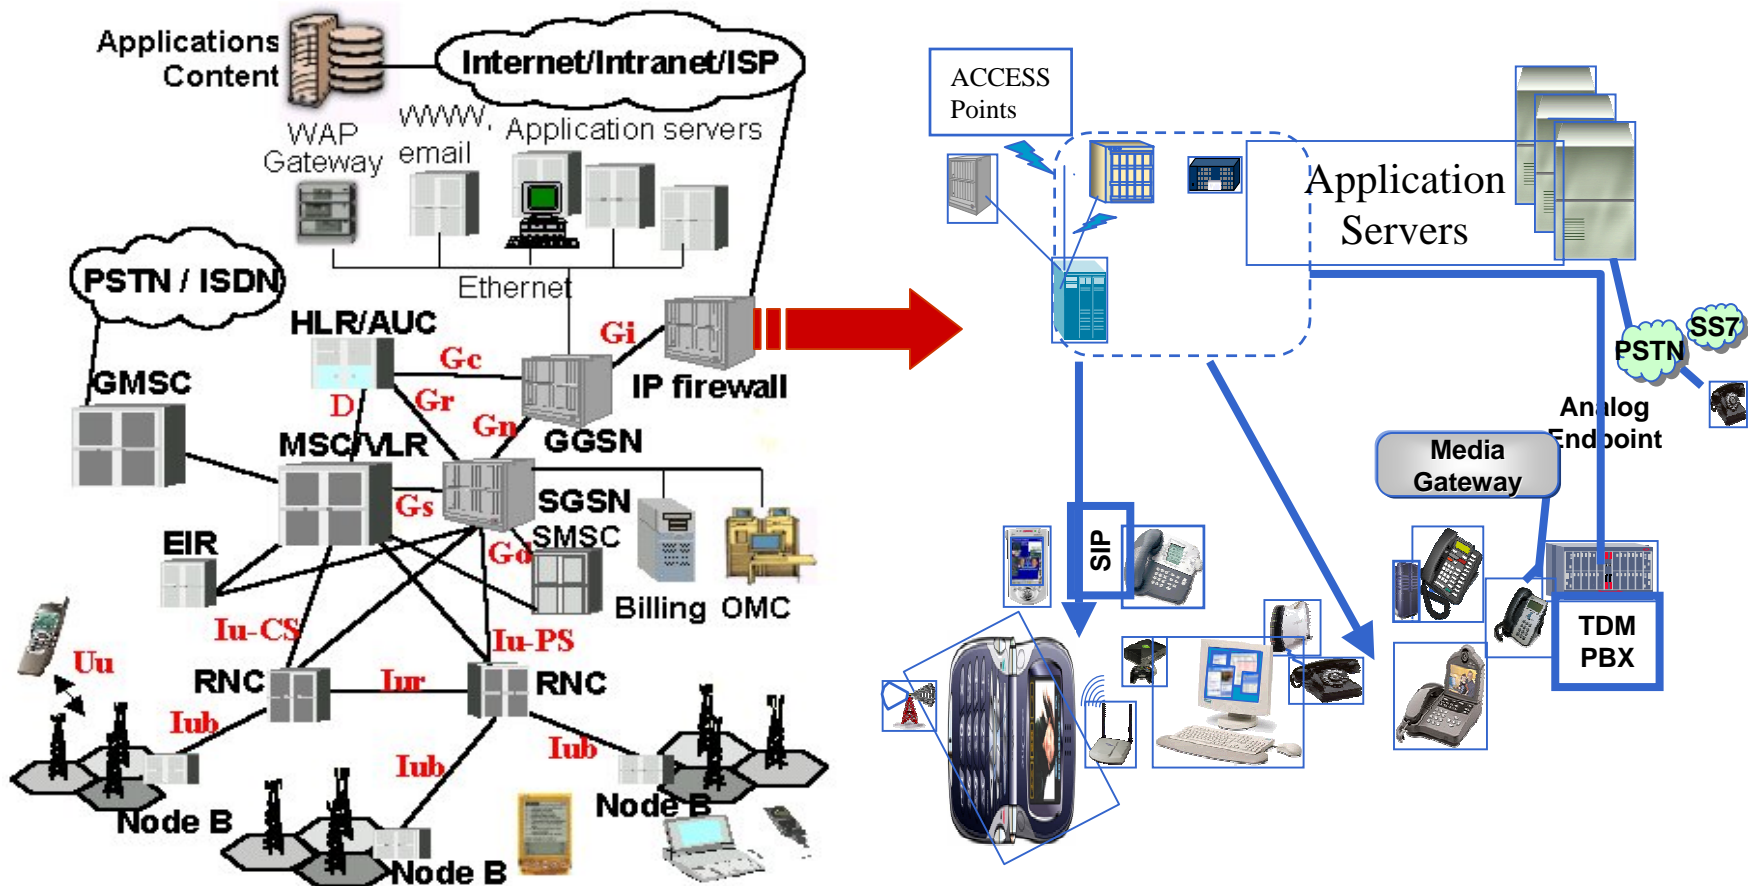 Applications
Content
Internet/Intranet/ISP
WAP
Gateway
WWW,
email
Application servers
Ethernet
PSTN / ISDN
HLR/AUC
Gc
Gi
IP firewall
GMSC
D
Gr
Gn
GGSN
MSC/VLR
Gs
SGSN
SMSC
Gd
EIR
Billing
OMC
Iu-CS
Iu-PS
Uu
RNC
Iur
RNC
Iub
Iub
Iub
Node B
Node B
Node B
ACCESS
Points
Application
Servers
SS7
PSTN
Analog
Endpoint
Media
Gateway
SIP
TDM
PBX